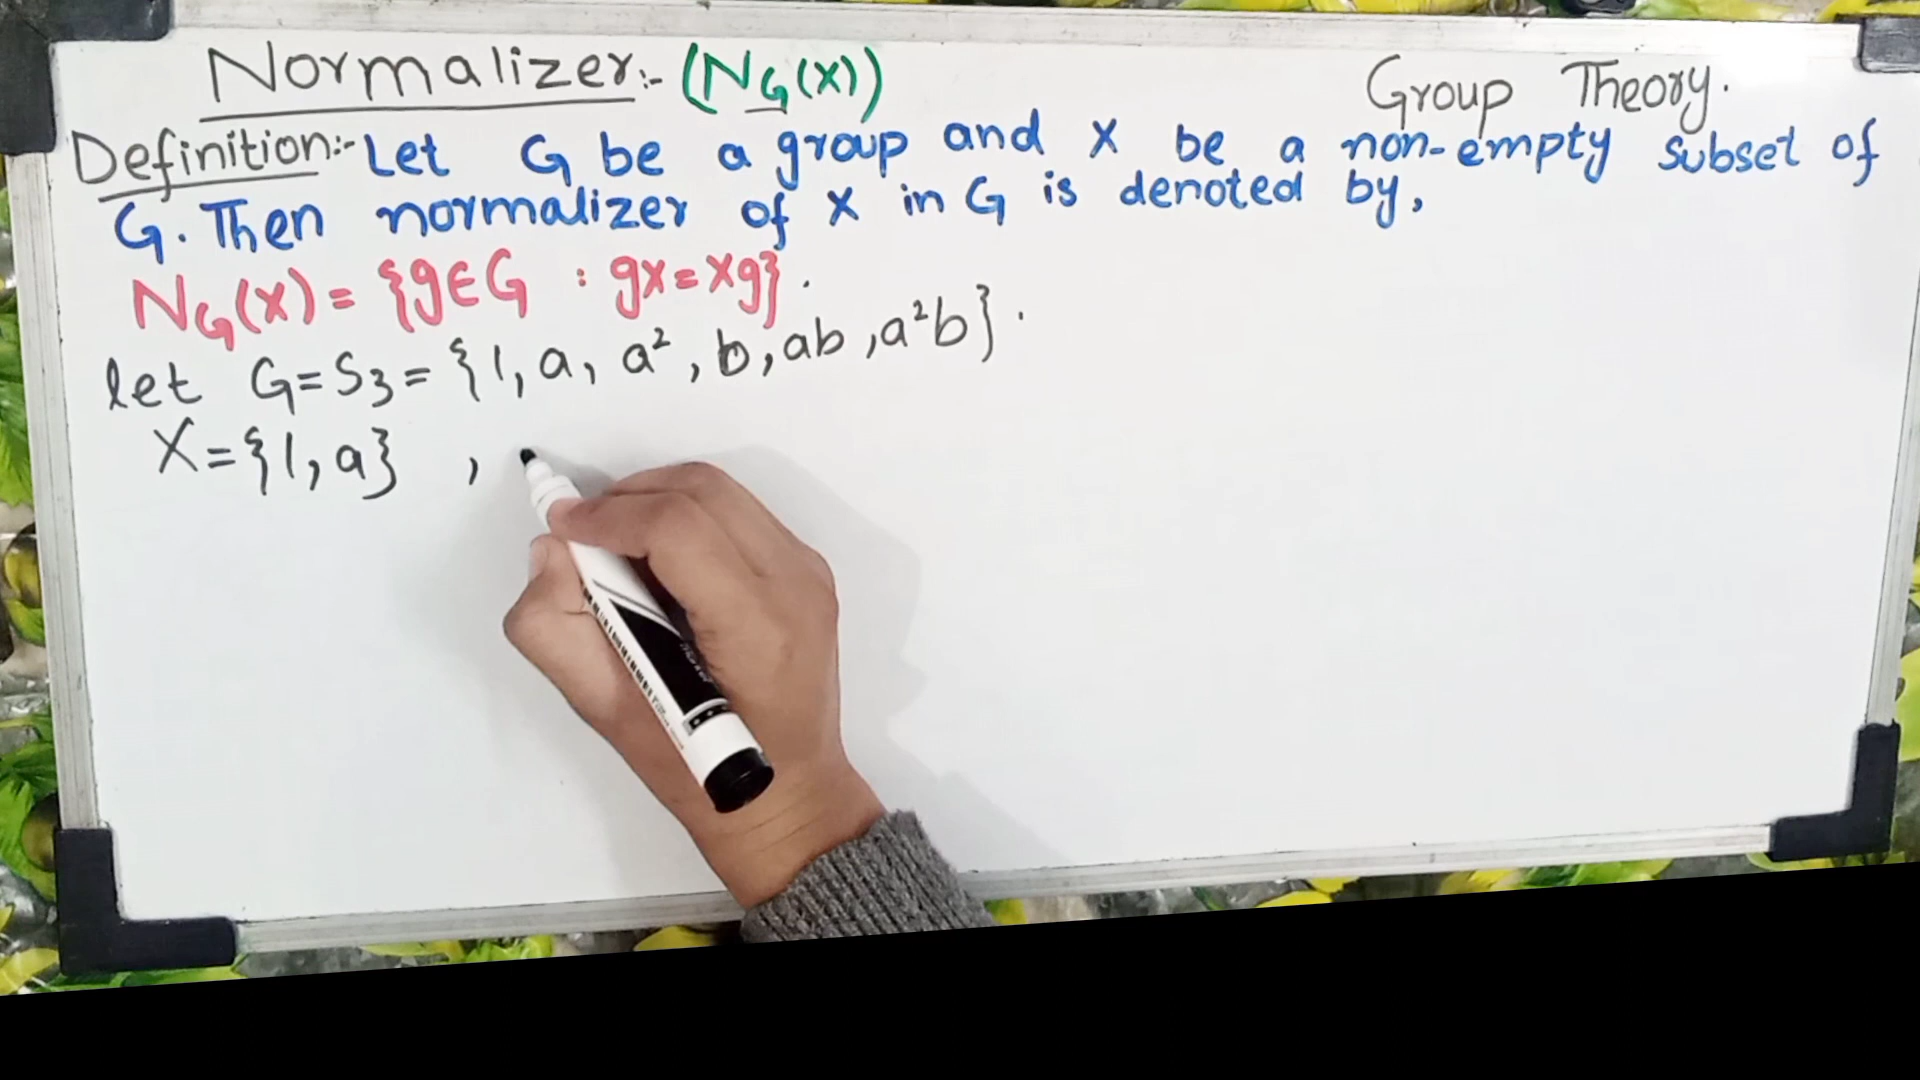 Normalizer:- (N_G(X))
Group Theory.
Definition:- Let G be a group and X be a non-empty subset of
G. Then normalizer of X in G is denoted by,
N_G(X) = {g∈G : gX = Xg}.
let G = S₃ = {1, a, a², b, ab, a²b}.
X = {1, a} ,